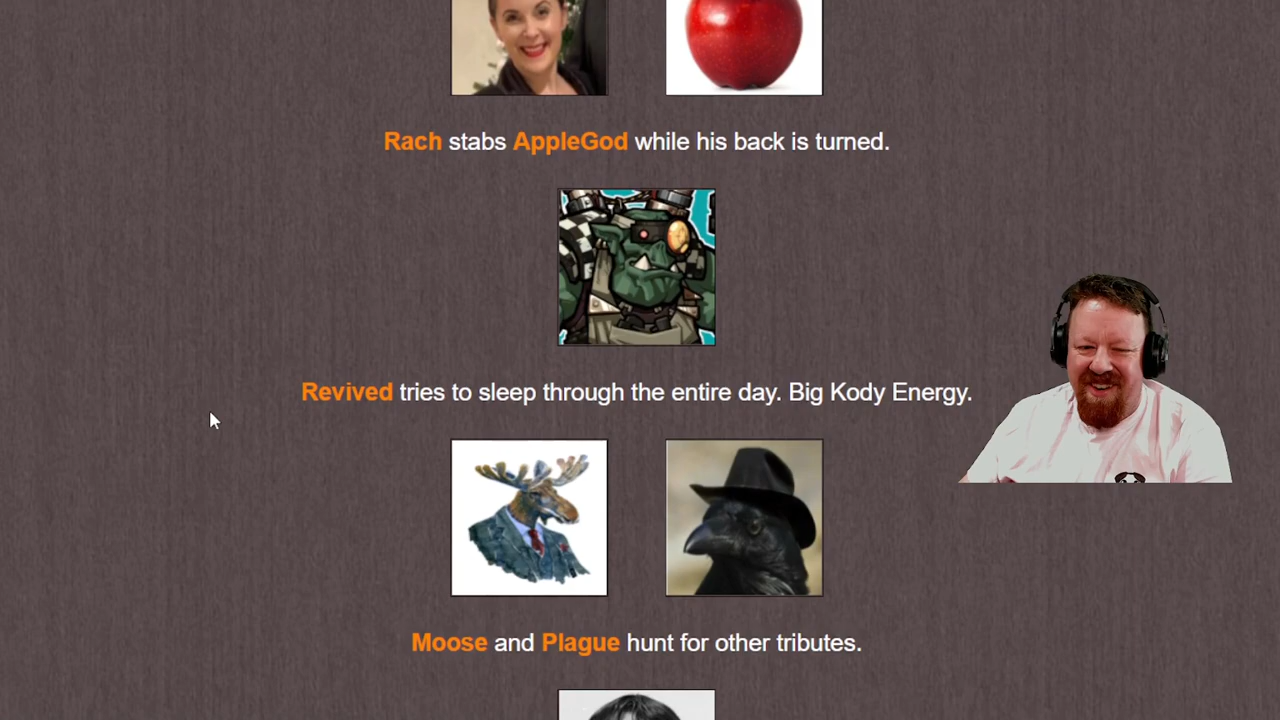 Rach stabs AppleGod while his back is turned.
Revived tries to sleep through the entire day. Big Kody Energy.
Moose and Plague hunt for other tributes.